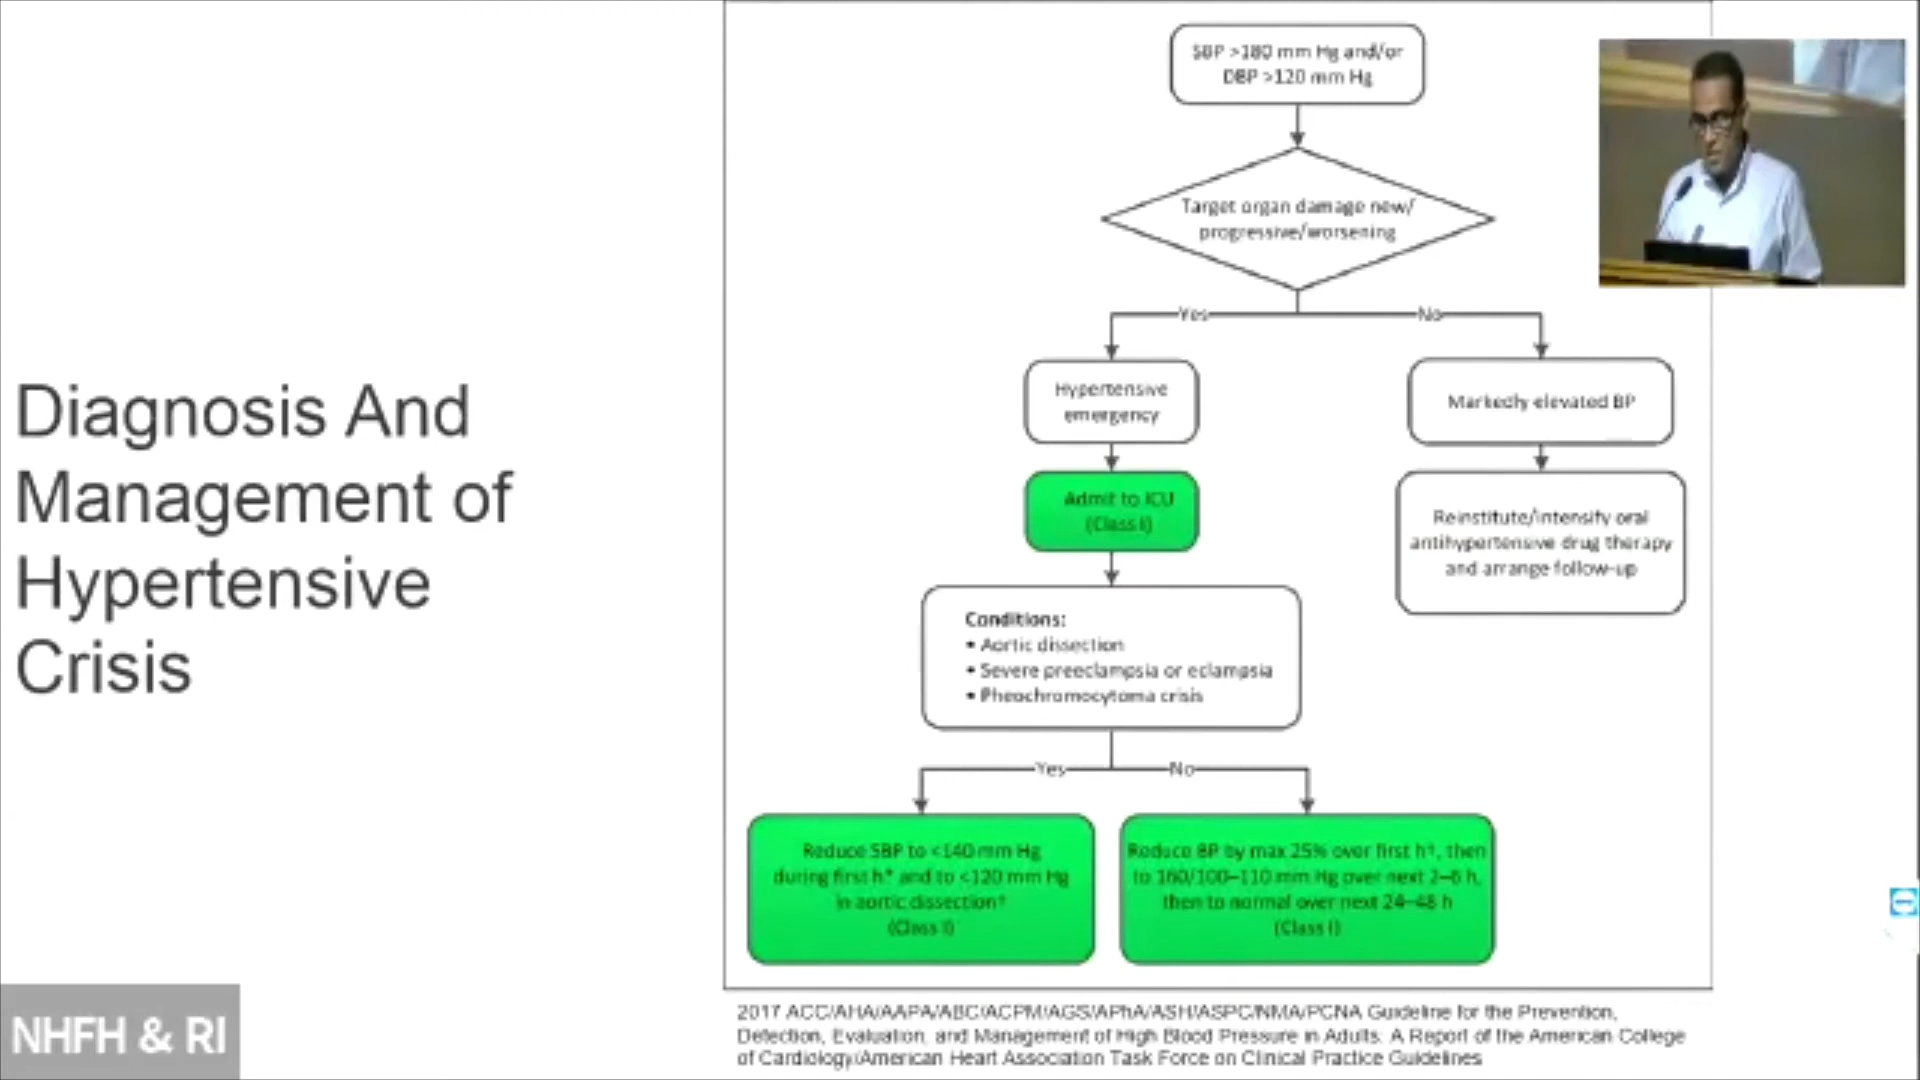 Diagnosis And
Management of
Hypertensive
Crisis
SBP >180 mm Hg and/or
DBP >120 mm Hg
Target organ damage new/
progressive/worsening
Yes
No
Hypertensive
emergency
Markedly elevated BP
Admit to ICU
(Class I)
Reinstitute/intensify oral
antihypertensive drug therapy
and arrange follow-up
Conditions:
• Aortic dissection
• Severe preeclampsia or eclampsia
• Pheochromocytoma crisis
Yes
No
Reduce SBP to <140 mm Hg
during first h* and to <120 mm Hg
in aortic dissection†
(Class I)
Reduce BP by max 25% over first h†, then
to 160/100–110 mm Hg over next 2–6 h,
then to normal over next 24–48 h
(Class I)
2017 ACC/AHA/AAPA/ABC/ACPM/AGS/APhA/ASH/ASPC/NMA/PCNA Guideline for the Prevention,
Detection, Evaluation, and Management of High Blood Pressure in Adults: A Report of the American College
of Cardiology/American Heart Association Task Force on Clinical Practice Guidelines
NHFH & RI